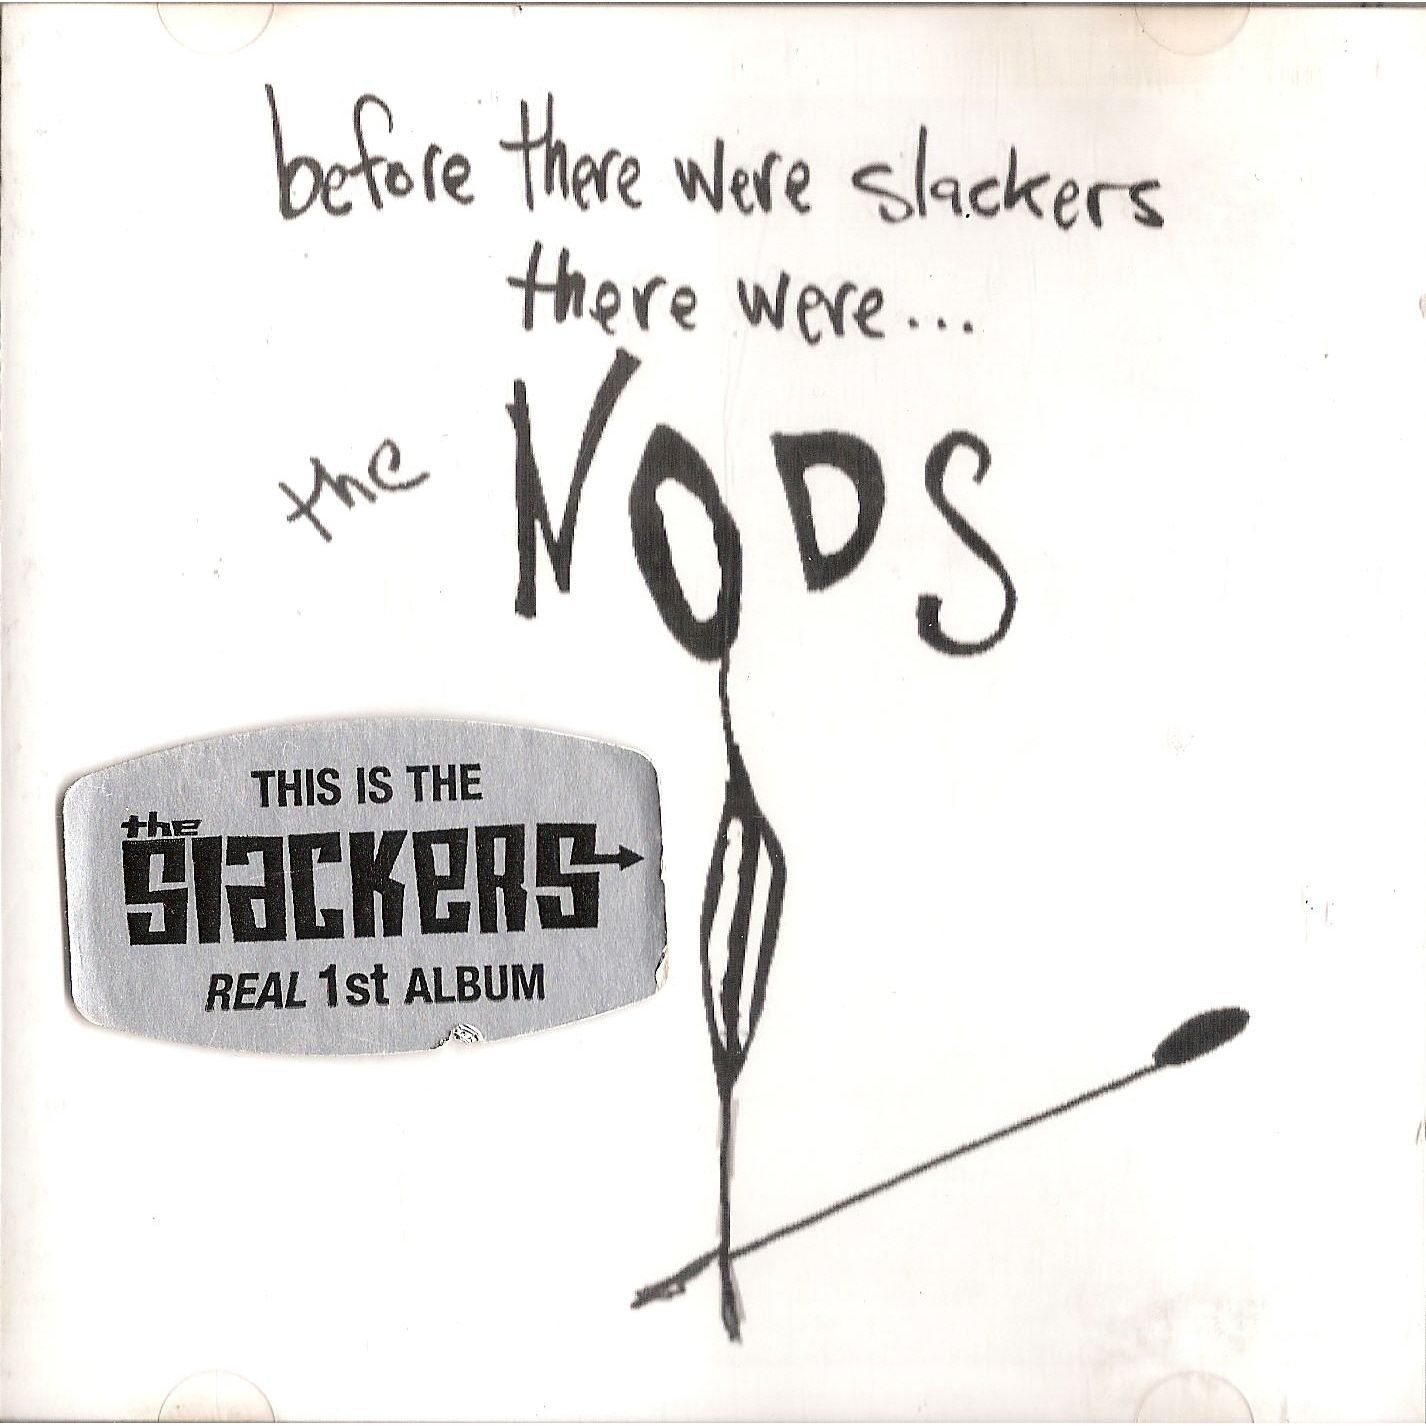 before there were slackers
there were...
the NODS
THIS IS THE
the
SLACKERS
REAL 1st ALBUM